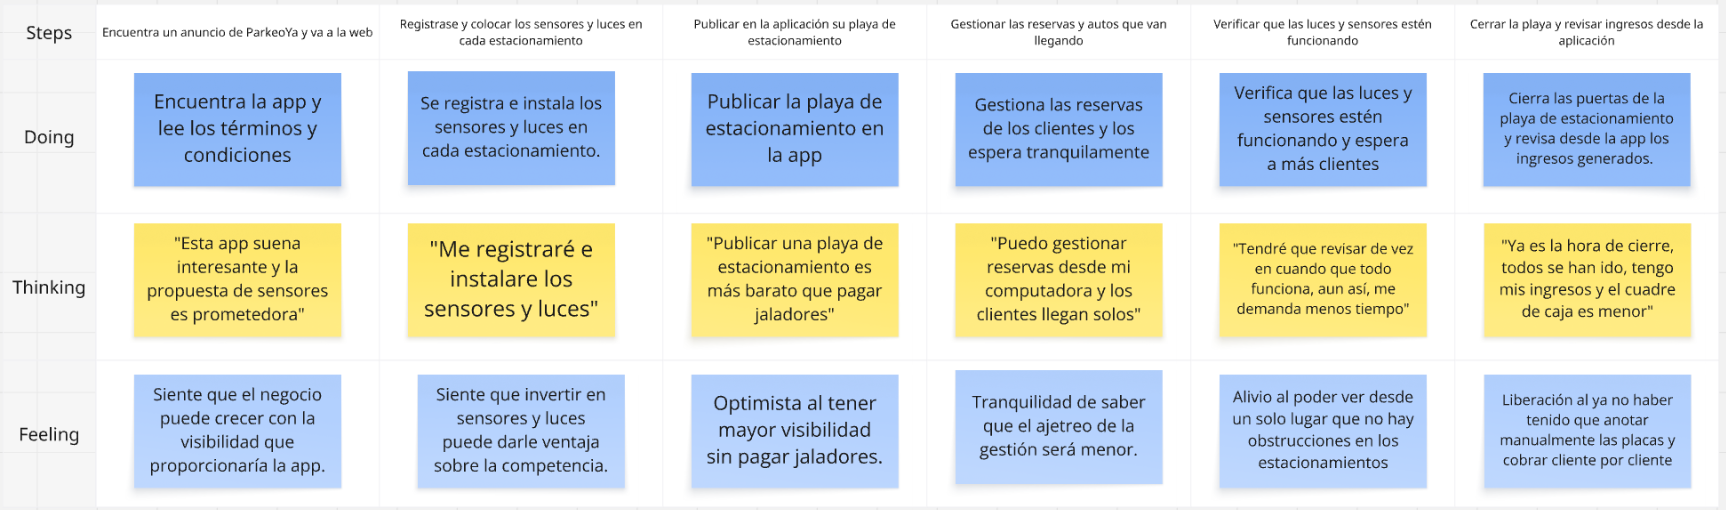 Steps
Encuentra un anuncio de ParkeoYa y va a la web
Registrase y colocar los sensores y luces en
cada estacionamiento
Publicar en la aplicación su playa de
estacionamiento
Gestionar las reservas y autos que van
llegando
Verificar que las luces y sensores estén
funcionando
Cerrar la playa y revisar ingresos desde la
aplicación
Doing
Encuentra la app y
lee los términos y
condiciones
Se registra e instala los
sensores y luces en
cada estacionamiento.
Publicar la playa de
estacionamiento en
la app
Gestiona las reservas
de los clientes y los
espera tranquilamente
Verifica que las luces y
sensores estén
funcionando y espera
a más clientes
Cierra las puertas de la
playa de estacionamiento
y revisa desde la app los
ingresos generados.
Thinking
"Esta app suena
interesante y la
propuesta de sensores
es prometedora"
"Me registraré e
instalare los
sensores y luces"
"Publicar una playa de
estacionamiento es
más barato que pagar
jaladores"
"Puedo gestionar
reservas desde mi
computadora y los
clientes llegan solos"
"Tendré que revisar de vez
en cuando que todo
funciona, aun así, me
demanda menos tiempo"
"Ya es la hora de cierre,
todos se han ido, tengo
mis ingresos y el cuadre
de caja es menor"
Feeling
Siente que el negocio
puede crecer con la
visibilidad que
proporcionaría la app.
Siente que invertir en
sensores y luces
puede darle ventaja
sobre la competencia.
Optimista al tener
mayor visibilidad
sin pagar jaladores.
Tranquilidad de saber
que el ajetreo de la
gestión será menor.
Alivio al poder ver desde
un solo lugar que no hay
obstrucciones en los
estacionamientos
Liberación al ya no haber
tenido que anotar
manualmente las placas y
cobrar cliente por cliente